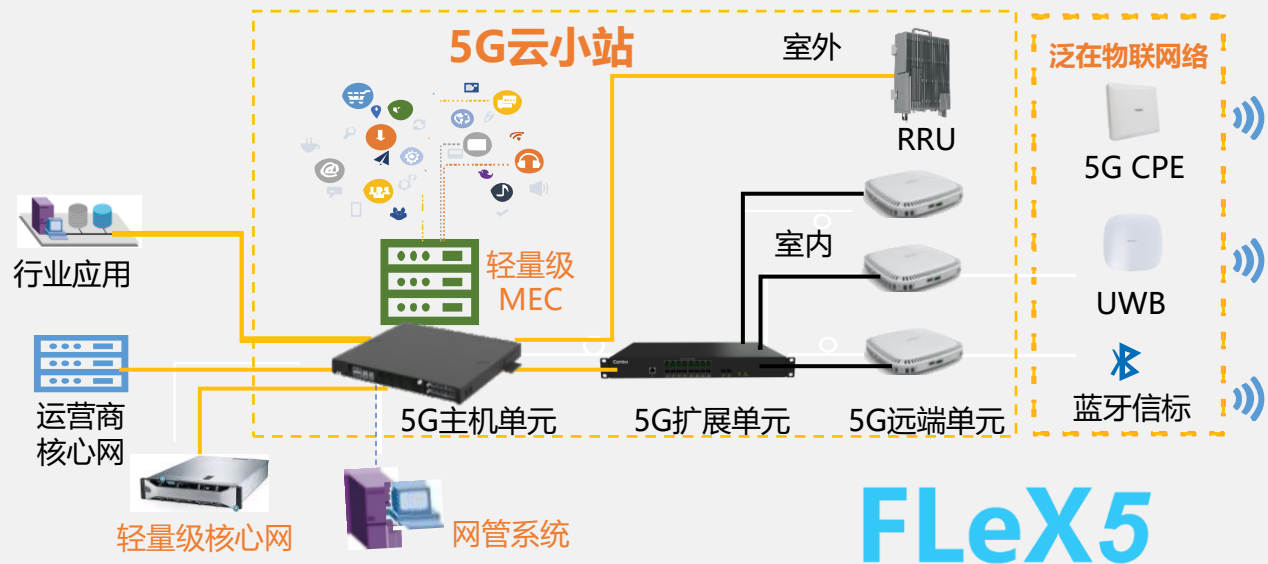 5G云小站
室外
泛在物联网络
RRU
5G CPE
室内
行业应用
轻量级
MEC
UWB
运营商
核心网
5G主机单元
5G扩展单元
5G远端单元
蓝牙信标
轻量级核心网
网管系统
FLeX5